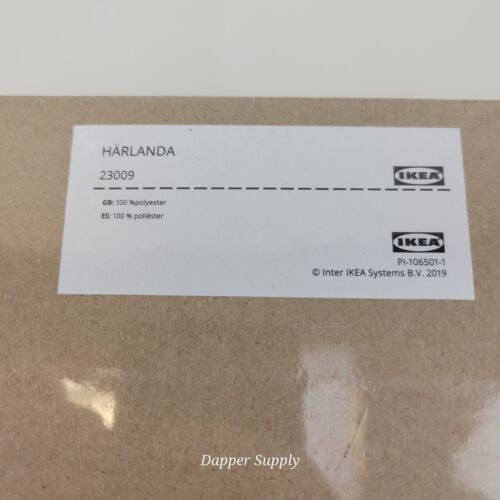 HÄRLANDA
23009
IKEA
GB: 100 %polyester
ES: 100 % poliéster
IKEA
PI-106501-1
© Inter IKEA Systems B.V. 2019
Dapper Supply